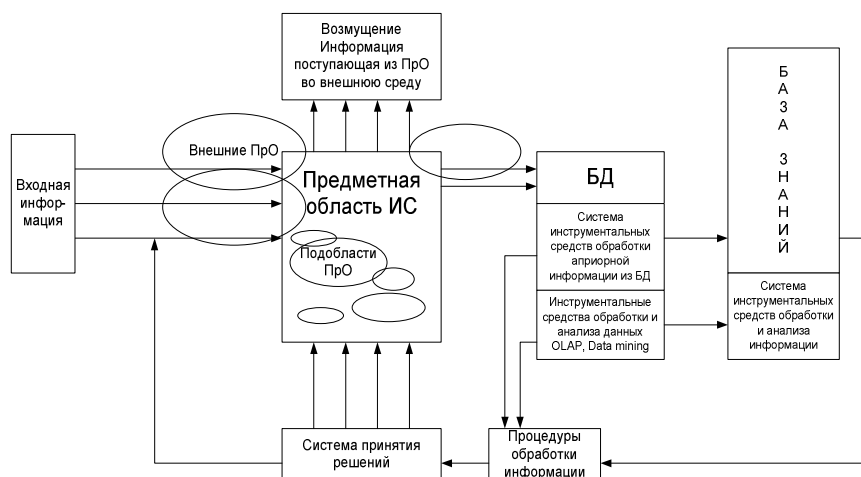 Возмущение
Информация
поступающая из ПрО
во внешнюю среду
Входная
инфор-
мация
Внешние ПрО
Предметная
область ИС
Подобласти
ПрО
БД
Система
инструментальных
средств обработки
априорной
информации из БД
Инструментальные
средства обработки и
анализа данных
OLAP, Data mining
Б
А
З
А
З
Н
А
Н
И
Й
Система
инструментальных
средств обработки
и анализа
информации
Система принятия
решений
Процедуры
обработки
информации